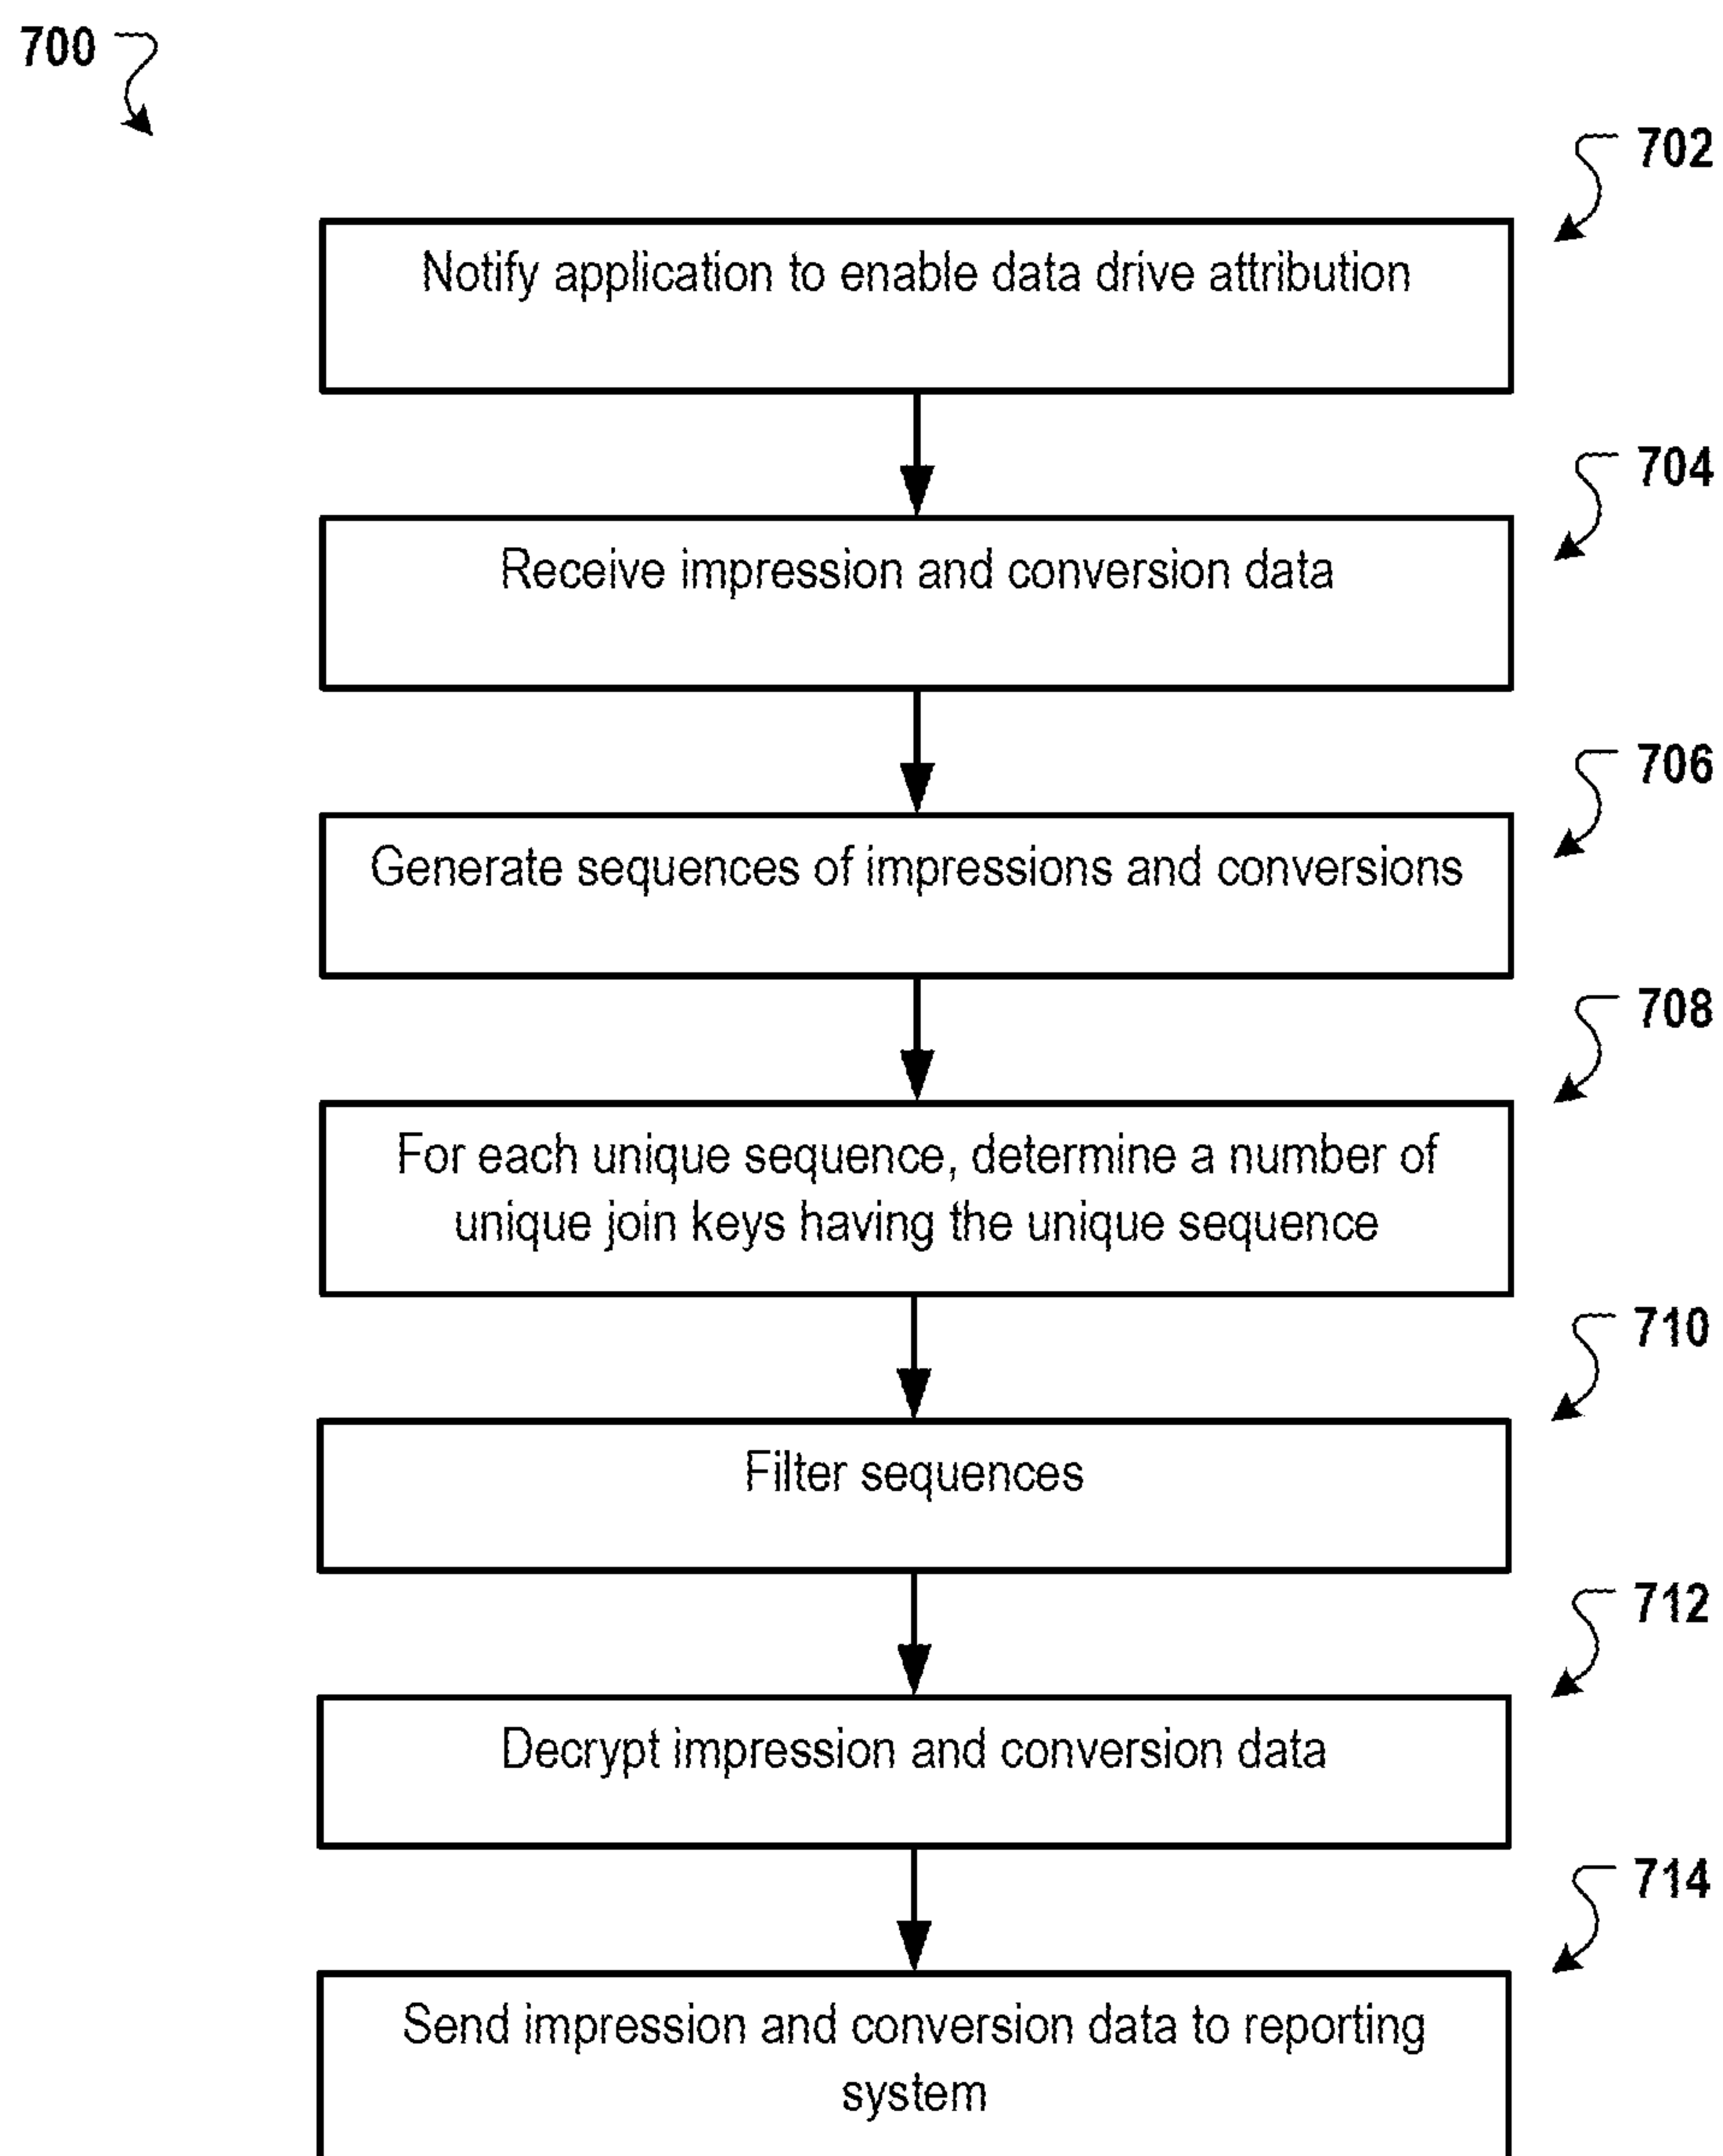 700
702
Notify application to enable data drive attribution
704
Receive impression and conversion data
706
Generate sequences of impressions and conversions
708
For each unique sequence, determine a number of
unique join keys having the unique sequence
710
Filter sequences
712
Decrypt impression and conversion data
714
Send impression and conversion data to reporting
system